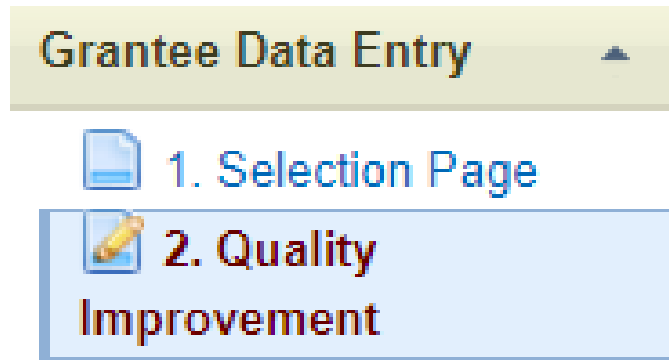 Grantee Data Entry
1. Selection Page
2. Quality
Improvement